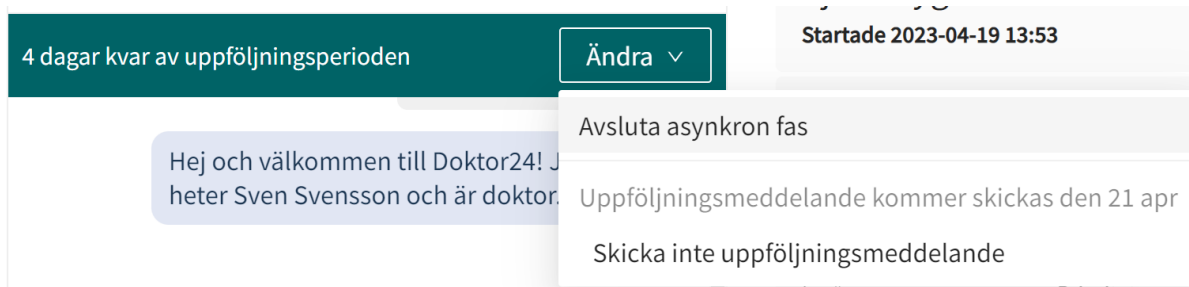 4 dagar kvar av uppföljningsperioden
Ändra
Startade 2023-04-19 13:53
Avsluta asynkron fas
Hej och välkommen till Doktor24!
heter Sven Svensson och är doktor.
Uppföljningsmeddelande kommer skickas den 21 apr
Skicka inte uppföljningsmeddelande